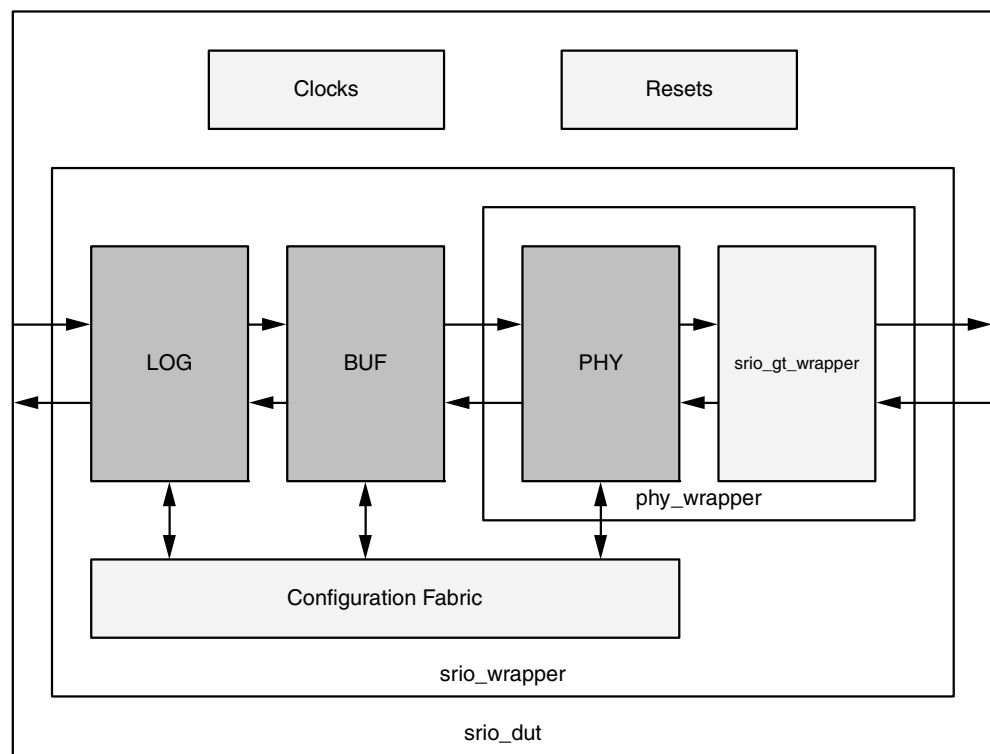 Clocks
Resets
LOG
BUF
PHY
srio_gt_wrapper
phy_wrapper
Configuration Fabric
srio_wrapper
srio_dut